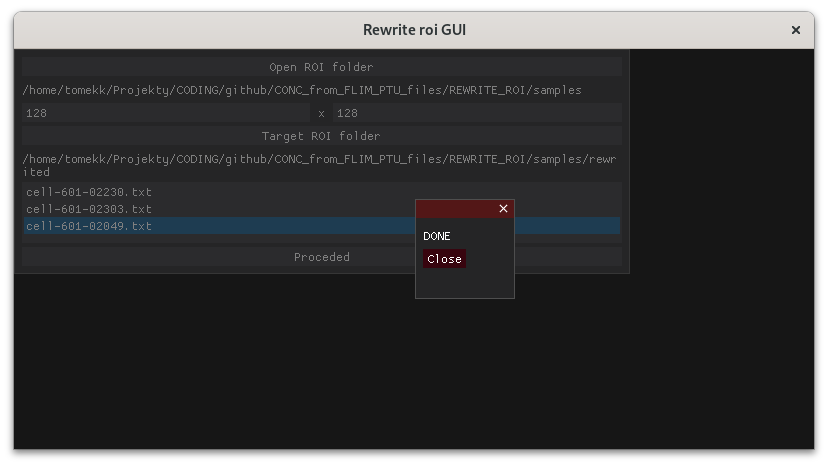 Rewrite roi GUI
Open ROI folder
/home/tomekk/Projekty/CODING/github/CONC_from_FLIM_PTU_files/REWRITE_ROI/samples
128 x 128
Target ROI folder
/home/tomekk/Projekty/CODING/github/CONC_from_FLIM_PTU_files/REWRITE_ROI/samples/rewr
ited
cell-601-02230.txt
cell-601-02303.txt
cell-601-02049.txt
Proceded
DONE
Close